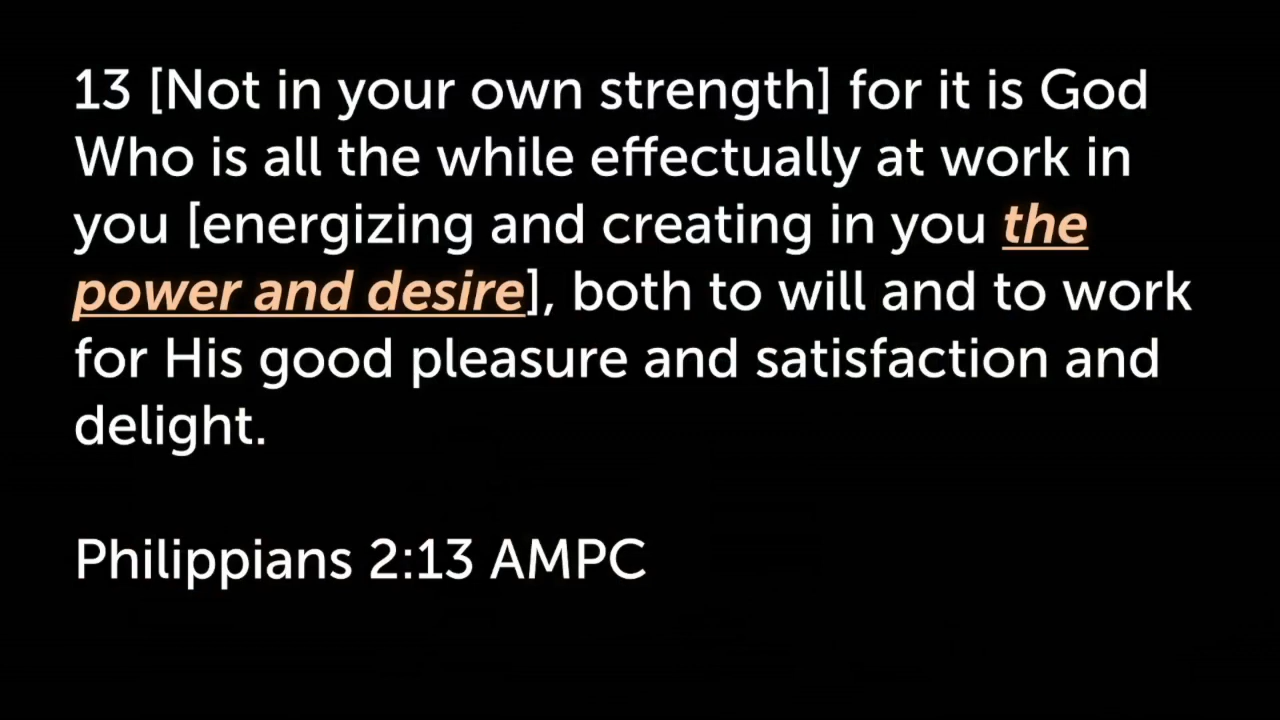 13 [Not in your own strength] for it is God
Who is all the while effectually at work in
you [energizing and creating in you the
power and desire], both to will and to work
for His good pleasure and satisfaction and
delight.
Philippians 2:13 AMPC